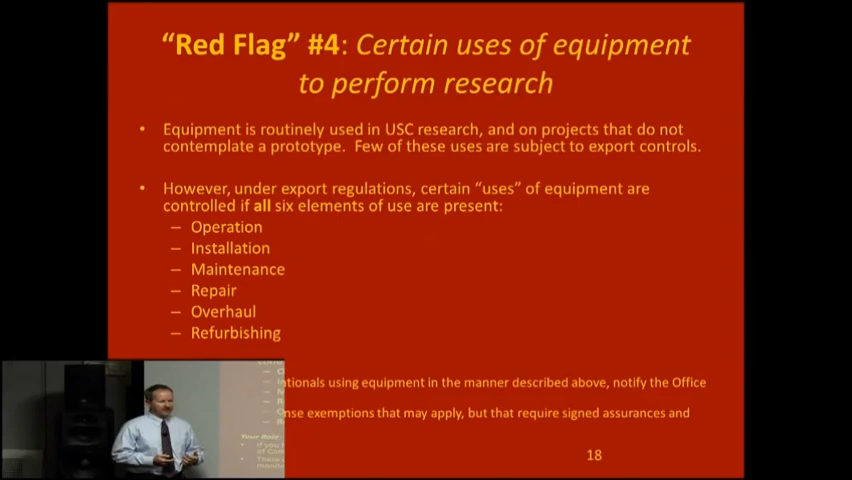 “Red Flag” #4: Certain uses of equipment
to perform research
• Equipment is routinely used in USC research, and on projects that do not
contemplate a prototype. Few of these uses are subject to export controls.
• However, under export regulations, certain “uses” of equipment are
controlled if all six elements of use are present:
– Operation
– Installation
– Maintenance
– Repair
– Overhaul
– Refurbishing
tionals using equipment in the manner described above, notify the Office
nse exemptions that may apply, but that require signed assurances and
Your Role:
18